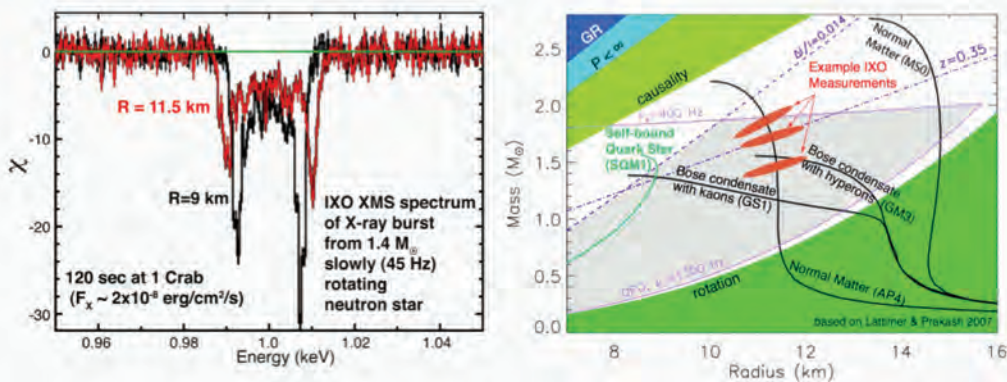 χ
0
-10
-20
-30
R = 11.5 km
R=9 km
IXO XMS spectrum
of X-ray burst
from 1.4 M☉
slowly (45 Hz)
rotating
neutron star
120 sec at 1 Crab
(Fₓ ~ 2x10⁻⁸ erg/cm²/s)
0.96
0.98
1.00
1.02
1.04
Energy (keV)
Mass (M☉)
2.5
2.0
1.5
1.0
0.5
0.0
GR
P < ∞
causality
ΔI/I=0.014
z=0.35
Normal
Matter (MS0)
Example IXO
Measurements
Self-bound
Quark Star
(SQM1)
Bose condensate
with kaons (GS1)
Bose condensate
with hyperons
(GM3)
Normal Matter (AP4)
rotation
based on Lattimer & Prakash 2007
8
10
12
14
16
Radius (km)